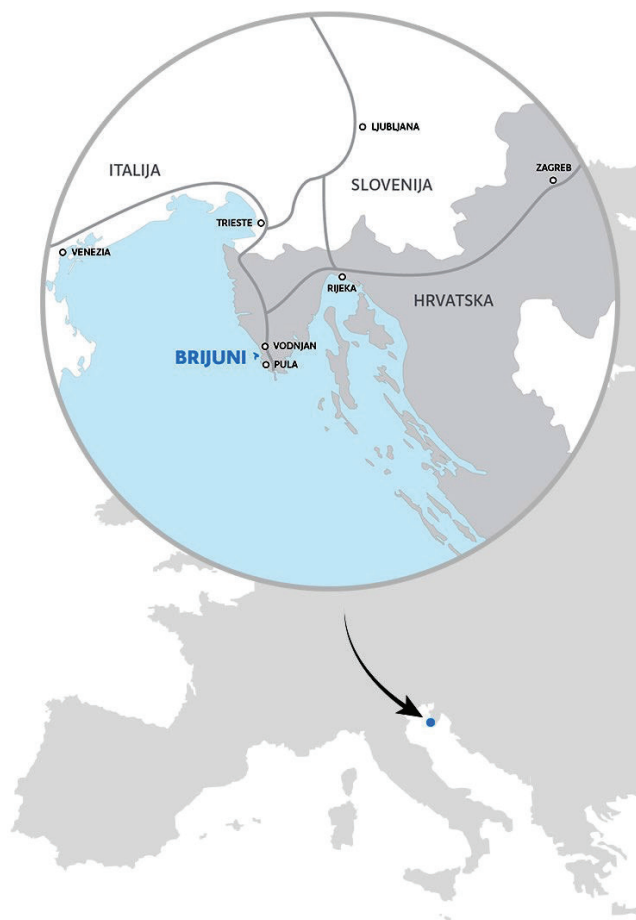 LJUBLJANA
ITALIJA
ZAGREB
SLOVENIJA
TRIESTE
VENEZIA
RIJEKA
HRVATSKA
VODNJAN
BRIJUNI
PULA